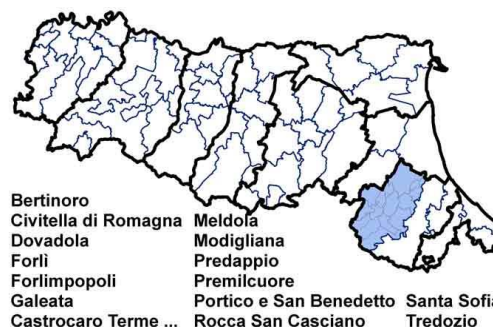 Bertinoro
Civitella di Romagna Meldola
Dovadola Modigliana
Forlì Predappio
Forlimpopoli Premilcuore
Galeata Portico e San Benedetto Santa Sofia
Castrocaro Terme ... Rocca San Casciano Tredozio